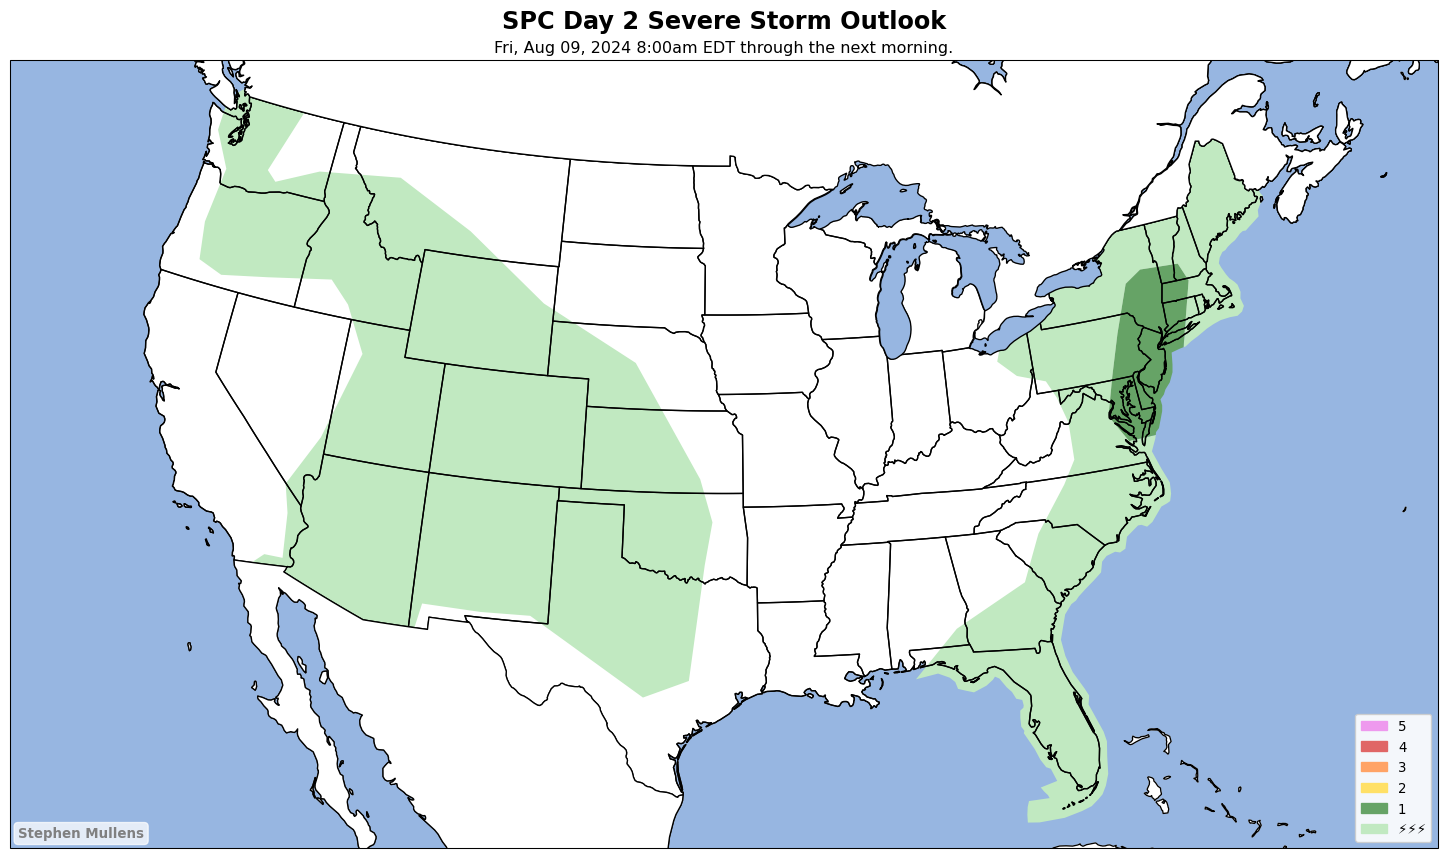 SPC Day 2 Severe Storm Outlook
Fri, Aug 09, 2024 8:00am EDT through the next morning.
5
4
3
2
1
⚡⚡⚡
Stephen Mullens